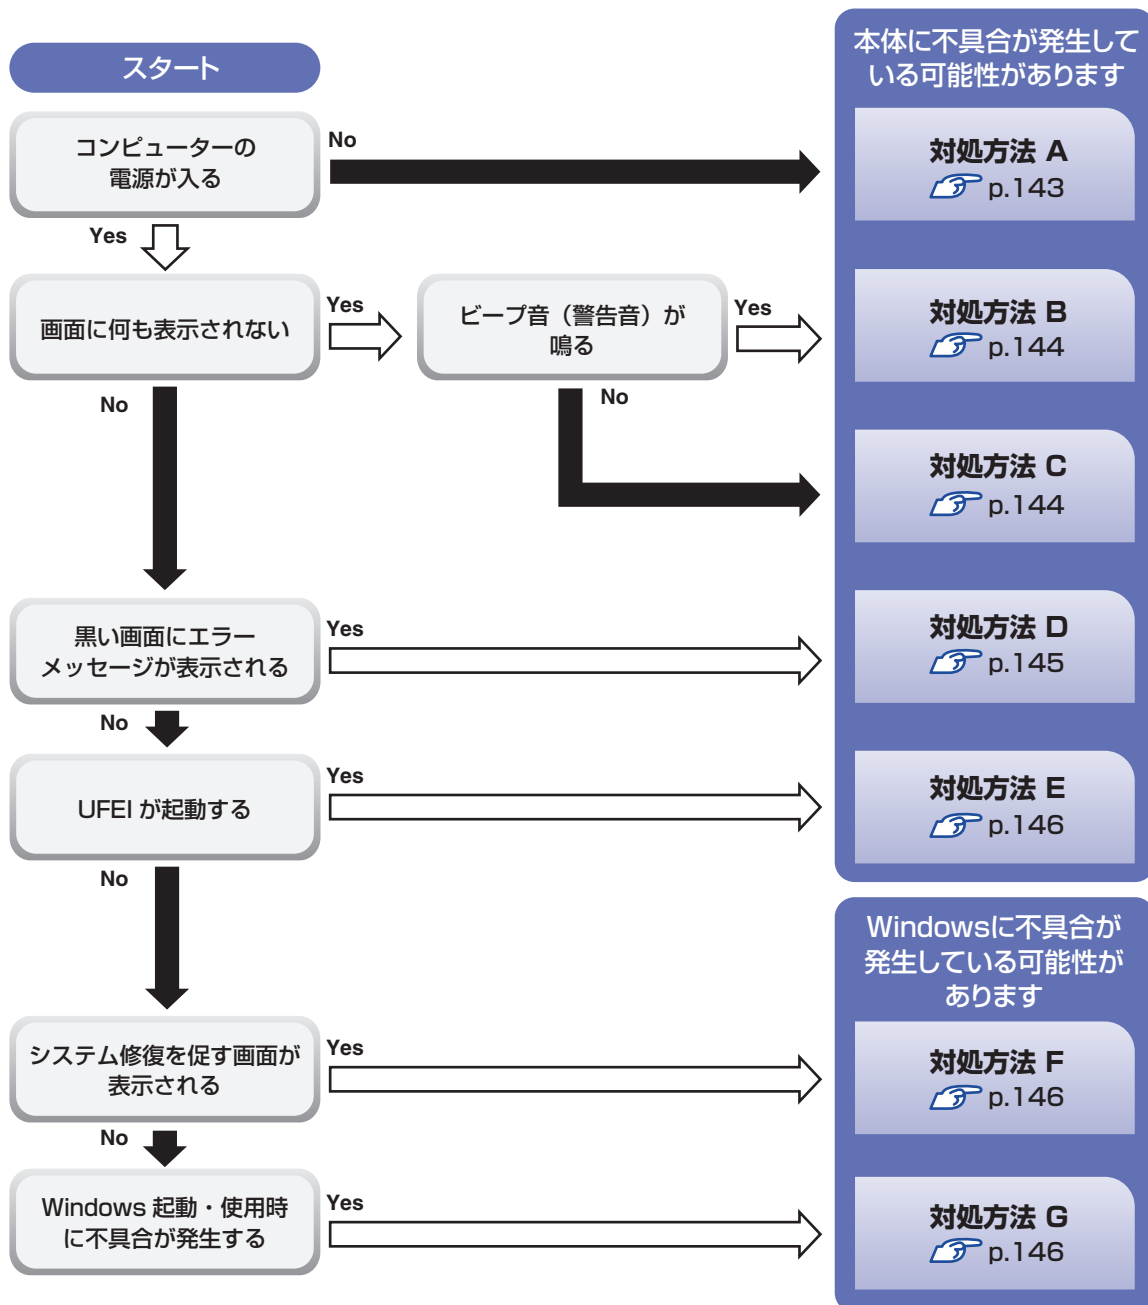 スタート
コンピューターの
電源が入る
No
Yes
画面に何も表示されない
Yes
ビープ音（警告音）が
鳴る
Yes
No
No
黒い画面にエラー
メッセージが表示される
Yes
No
UFEI が起動する
Yes
No
システム修復を促す画面が
表示される
Yes
No
Windows 起動・使用時
に不具合が発生する
Yes
本体に不具合が発生して
いる可能性があります
対処方法 A
p.143
対処方法 B
p.144
対処方法 C
p.144
対処方法 D
p.145
対処方法 E
p.146
Windowsに不具合が
発生している可能性が
あります
対処方法 F
p.146
対処方法 G
p.146